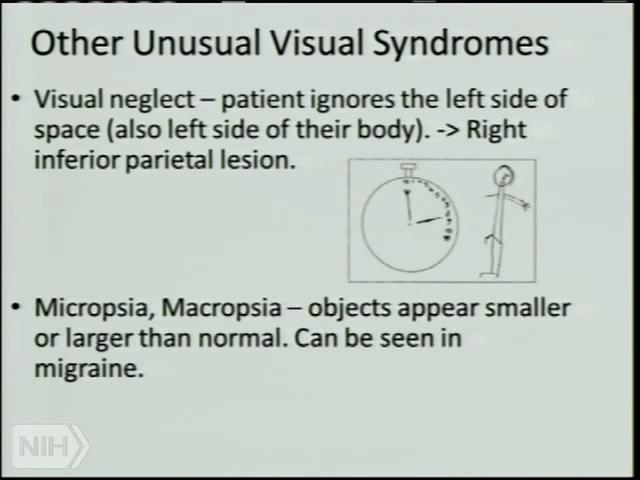 Other Unusual Visual Syndromes
• Visual neglect – patient ignores the left side of
space (also left side of their body). -> Right
inferior parietal lesion.
• Micropsia, Macropsia – objects appear smaller
or larger than normal. Can be seen in
migraine.
NIH